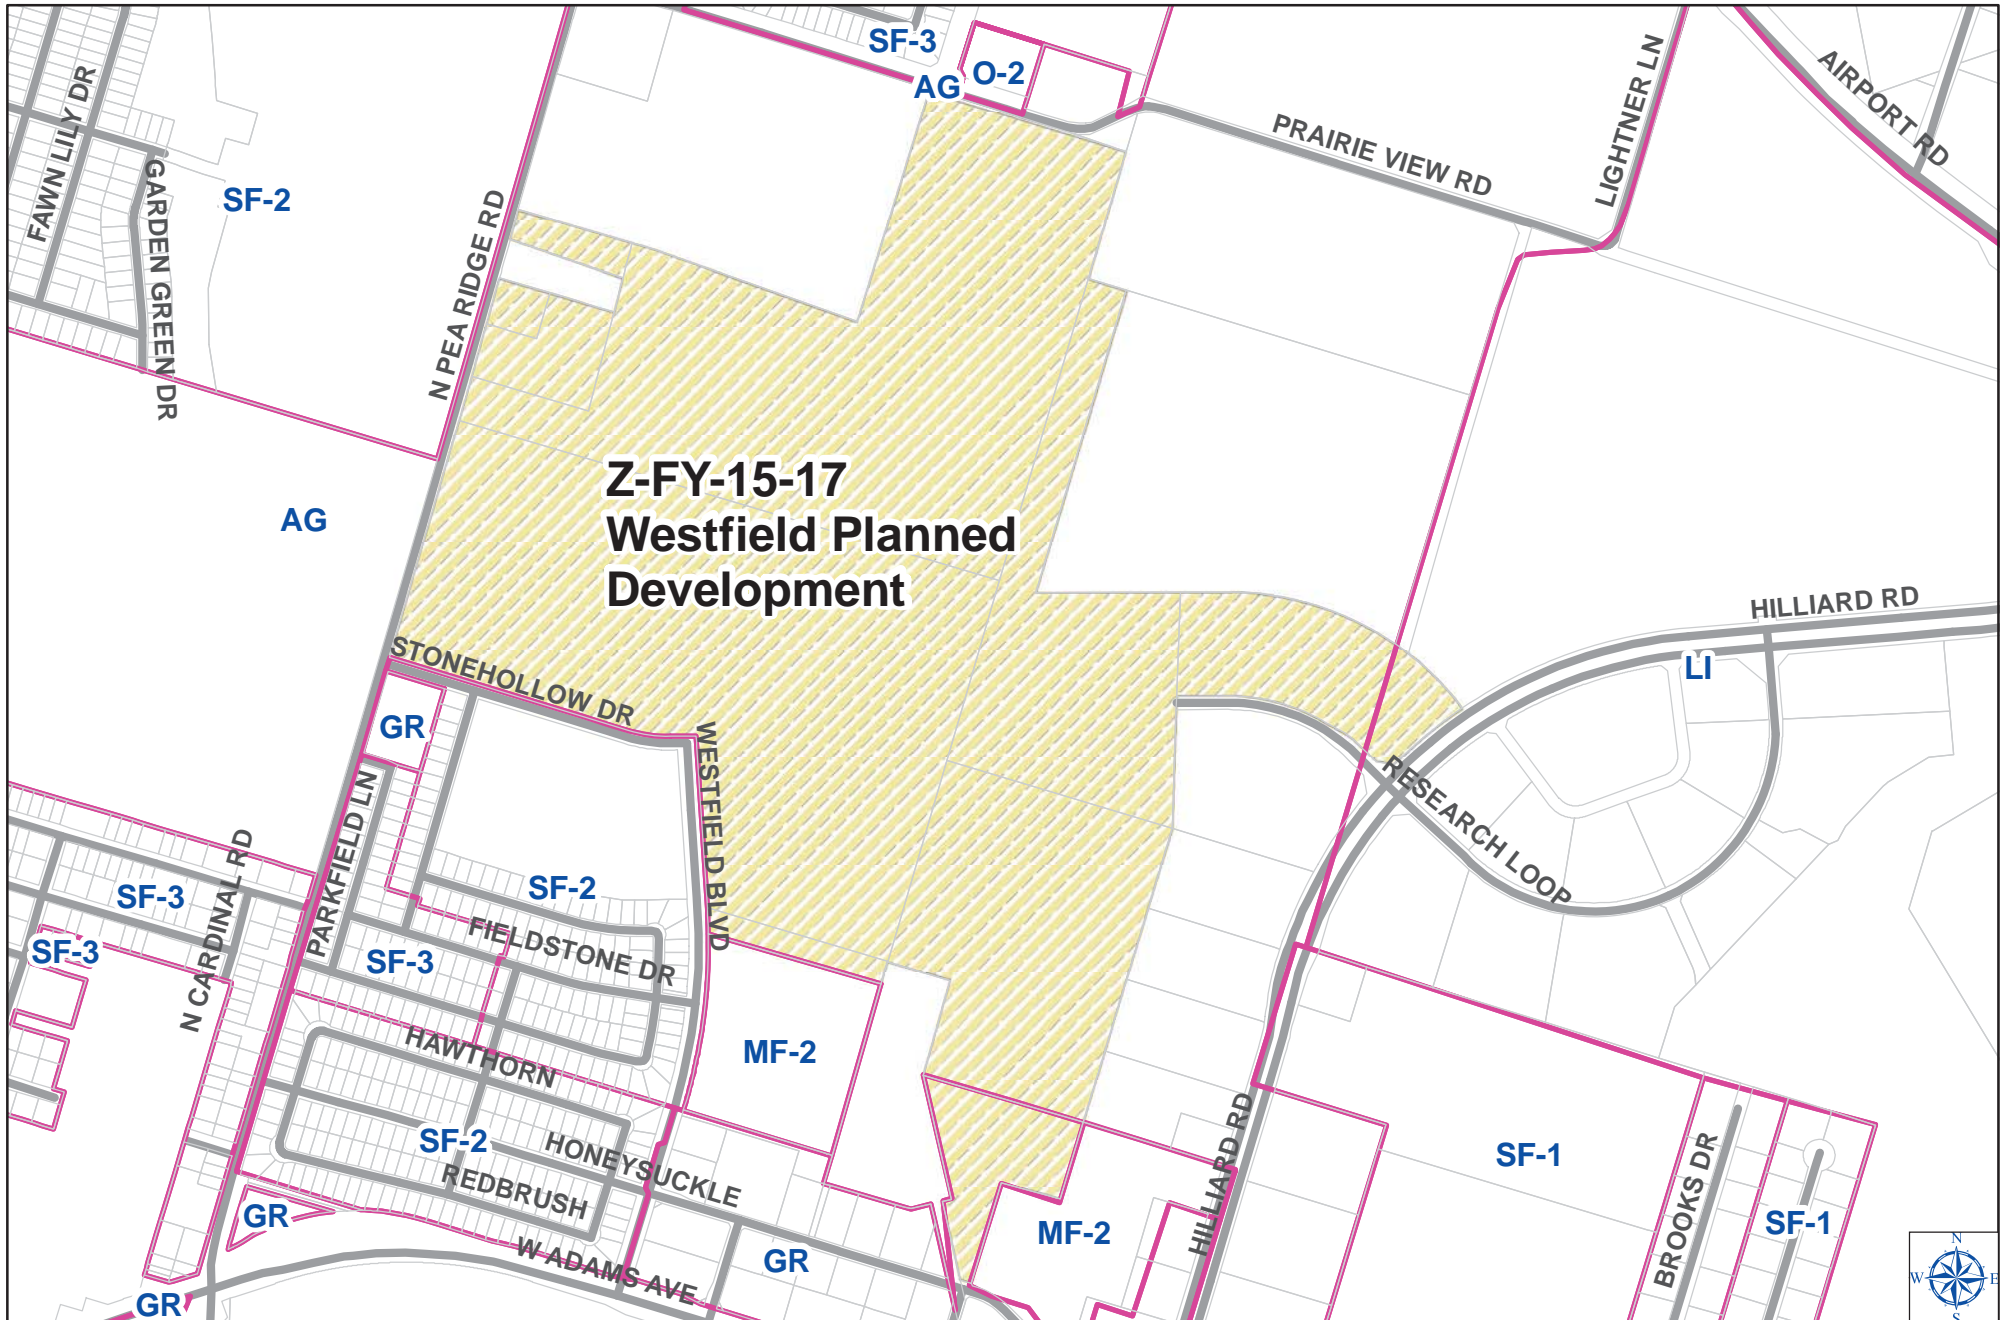 SF-3
O-2
AG
LIGHTNER LN
AIRPORT RD
FAWN LILY DR
PRAIRIE VIEW RD
GARDEN GREEN DR
SF-2
N PEA RIDGE RD
Z-FY-15-17
Westfield Planned
Development
AG
HILLIARD RD
STONEHOLLOW DR
LI
GR
WESTFIELD BLVD
PARKFIELD LN
RESEARCH LOOP
N CARDINAL RD
SF-3
SF-2
SF-3
FIELDSTONE DR
SF-3
HAWTHORN
MF-2
SF-2
HONEYSUCKLE
REDBRUSH
HILLIARD RD
SF-1
BROOKS DR
GR
MF-2
SF-1
W ADAMS AVE
GR
GR
N
W E
S